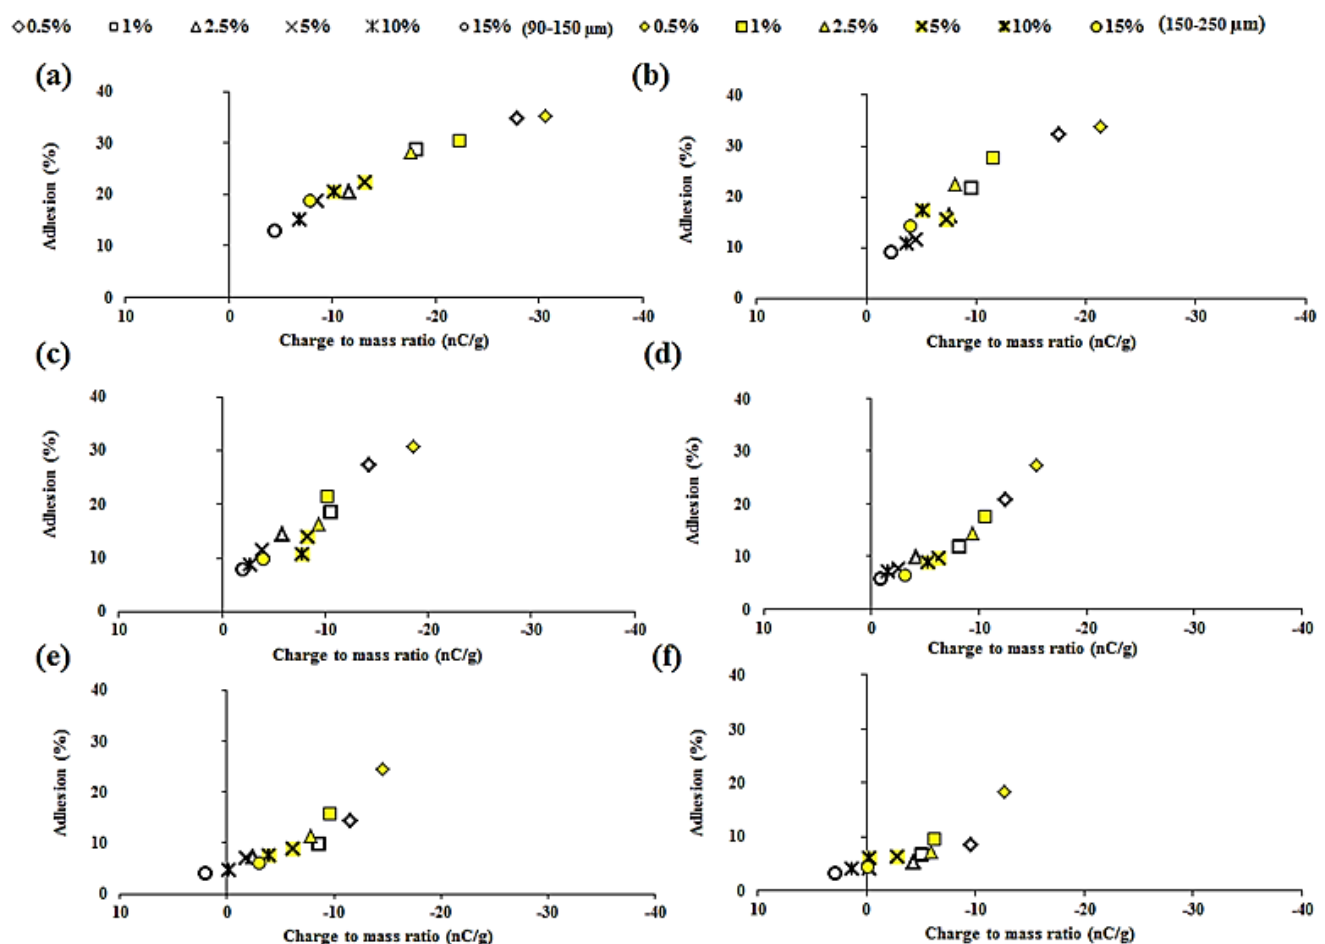 0.5% 1% 2.5% 5% 10% 15% (90-150 µm) 0.5% 1% 2.5% 5% 10% 15% (150-250 µm)
(a)
40
30
20
10
0
Adhesion (%)
10 0 -10 -20 -30 -40
Charge to mass ratio (nC/g)
(b)
40
30
20
10
0
Adhesion (%)
10 0 -10 -20 -30 -40
Charge to mass ratio (nC/g)
(c)
40
30
20
10
0
Adhesion (%)
10 0 -10 -20 -30 -40
Charge to mass ratio (nC/g)
(d)
40
30
20
10
0
Adhesion (%)
10 0 -10 -20 -30 -40
Charge to mass ratio (nC/g)
(e)
40
30
20
10
0
Adhesion (%)
10 0 -10 -20 -30 -40
Charge to mass ratio (nC/g)
(f)
40
30
20
10
0
Adhesion (%)
10 0 -10 -20 -30 -40
Charge to mass ratio (nC/g)